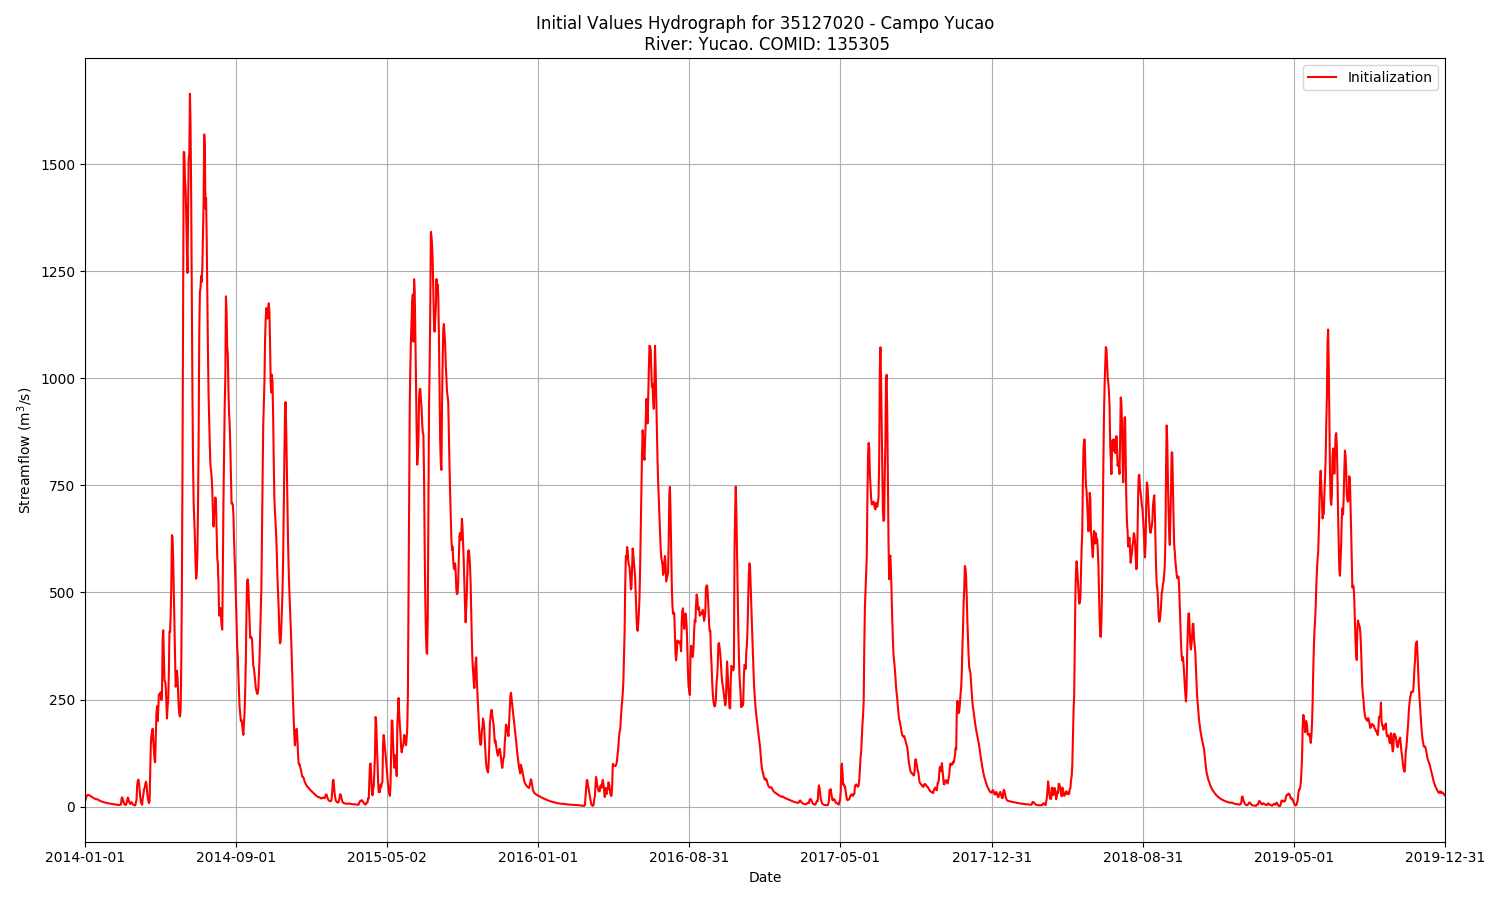 Initial Values Hydrograph for 35127020 - Campo Yucao
River: Yucao. COMID: 135305
Initialization
Streamflow (m³/s)
1500
1250
1000
750
500
250
0
2014-01-01 2014-09-01 2015-05-02 2016-01-01 2016-08-31 2017-05-01 2017-12-31 2018-08-31 2019-05-01 2019-12-31
Date